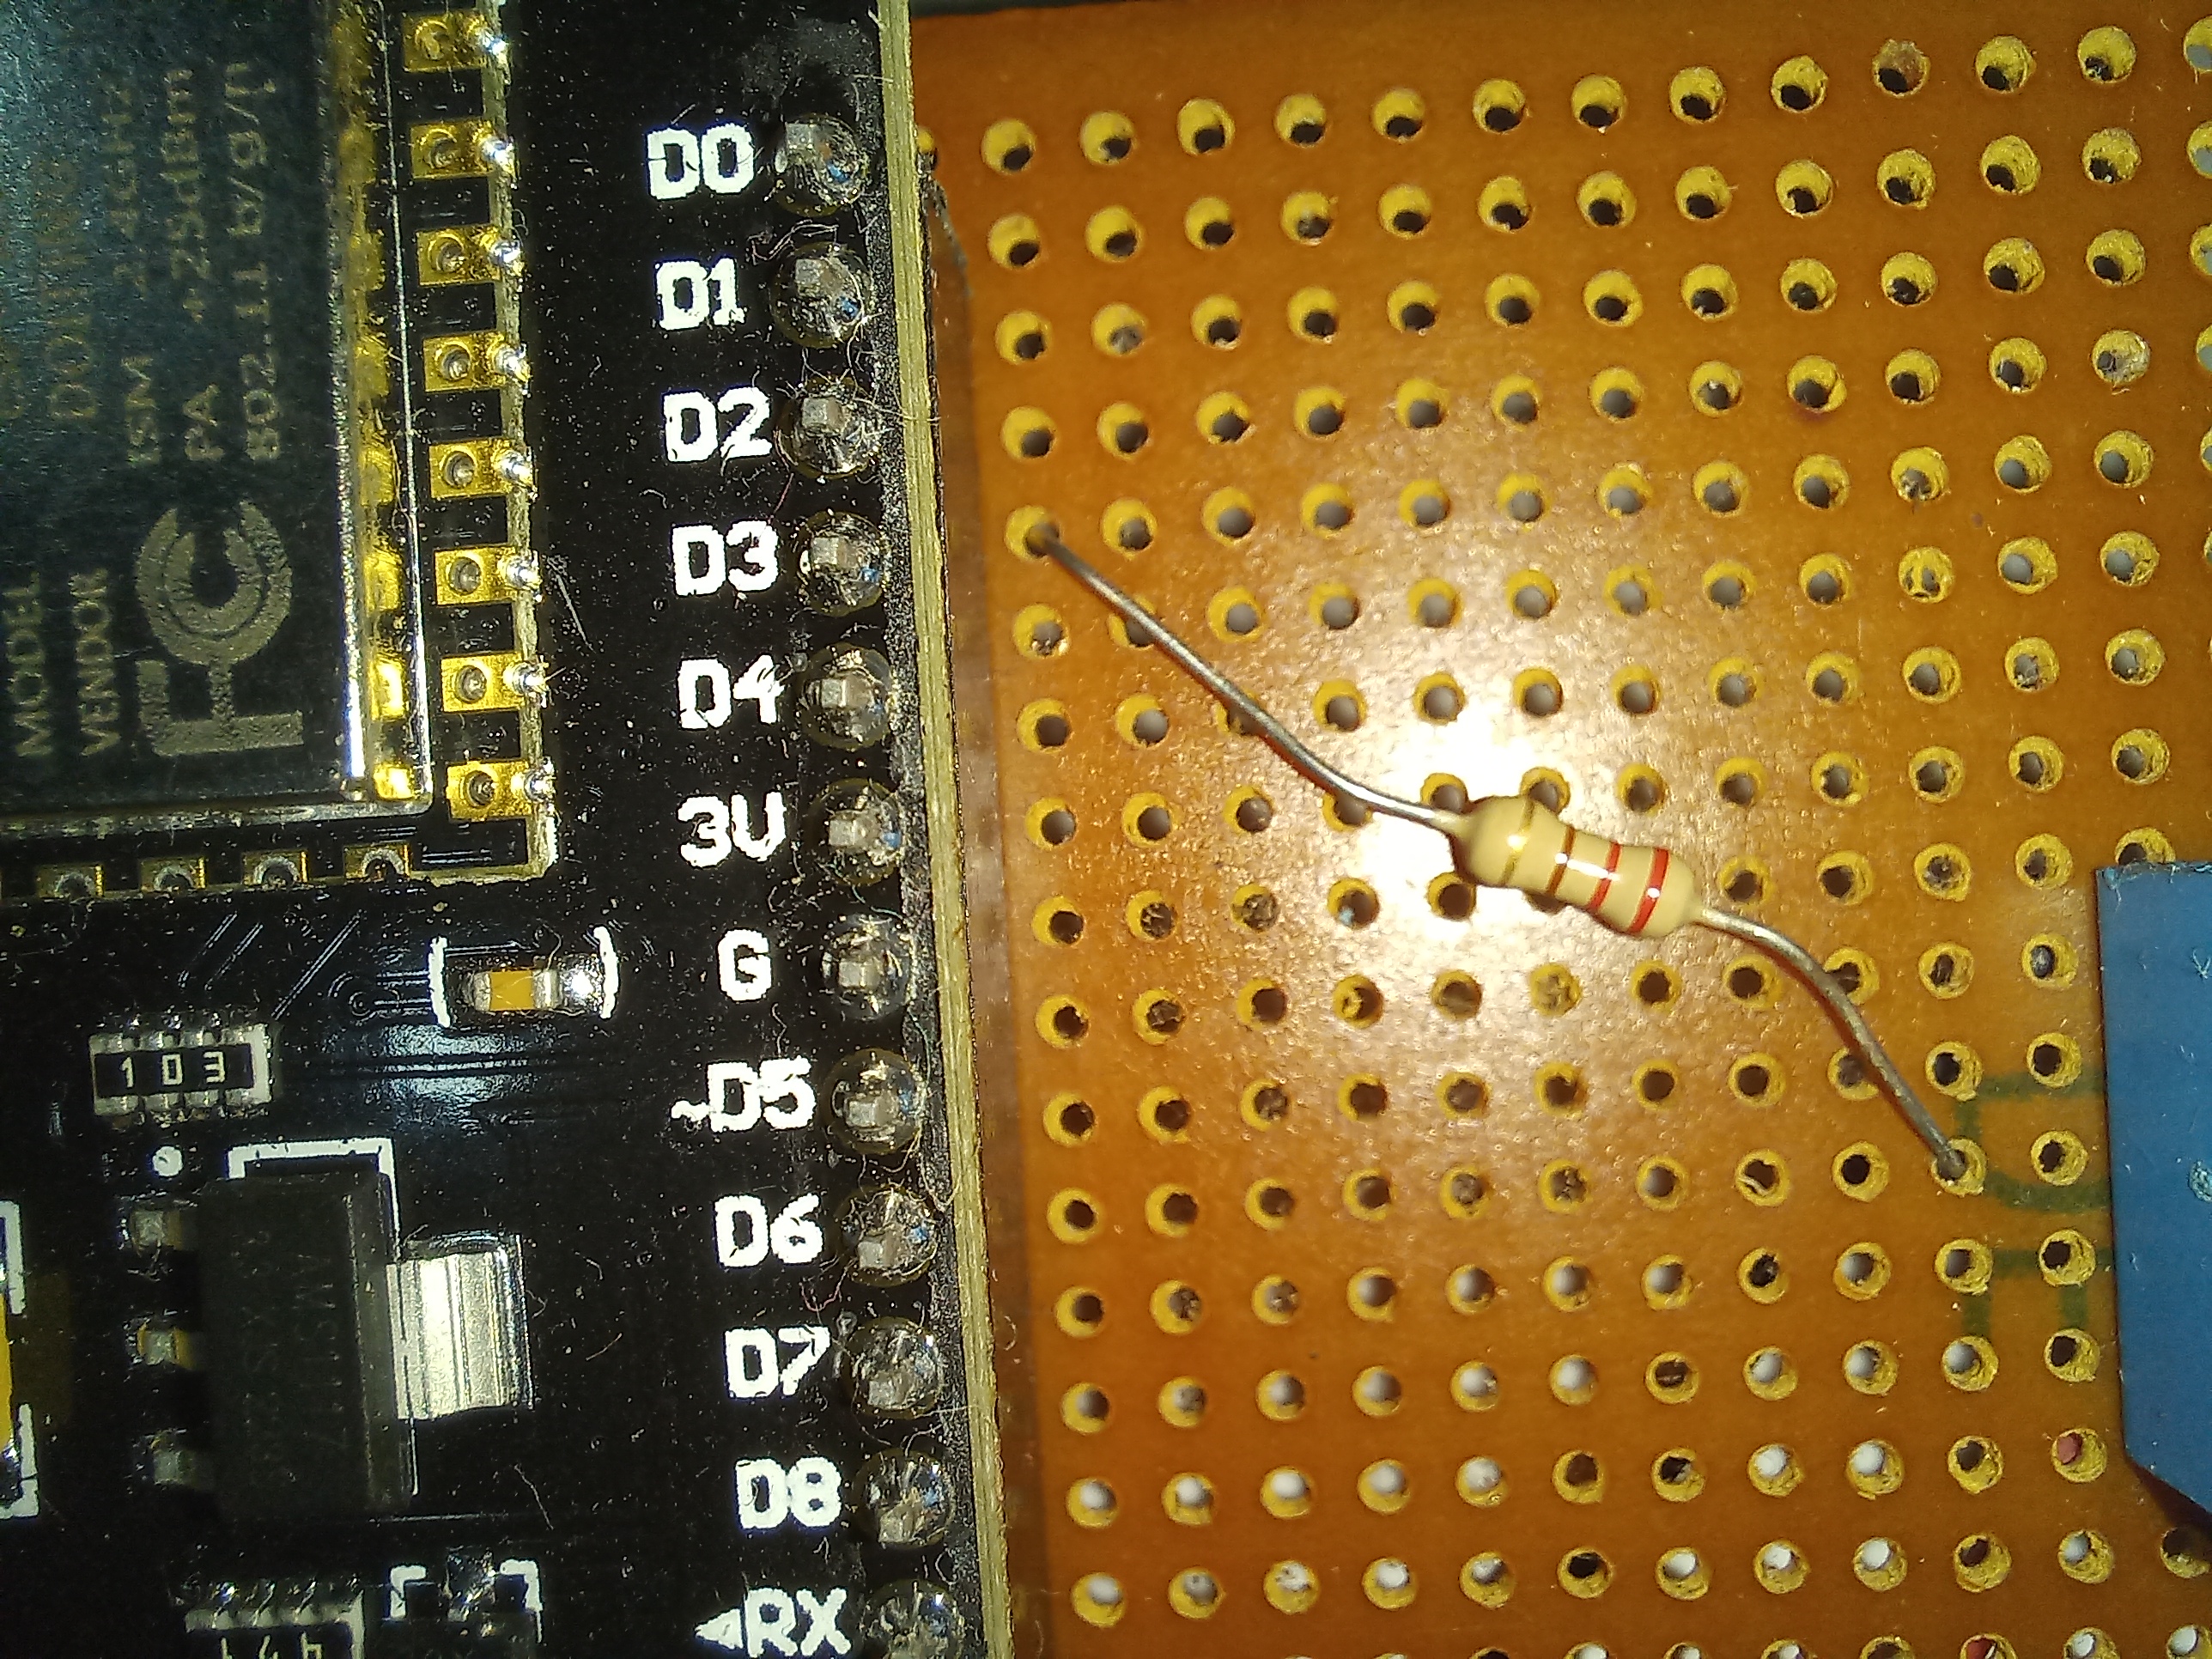 D0
D1
D2
D3
D4
3V
G
~D5
D6
D7
D8
◄RX
MODEL
VENDOR
ISM 2.4GHz
PA +25dBm
802.11 b/g/n
FC
103